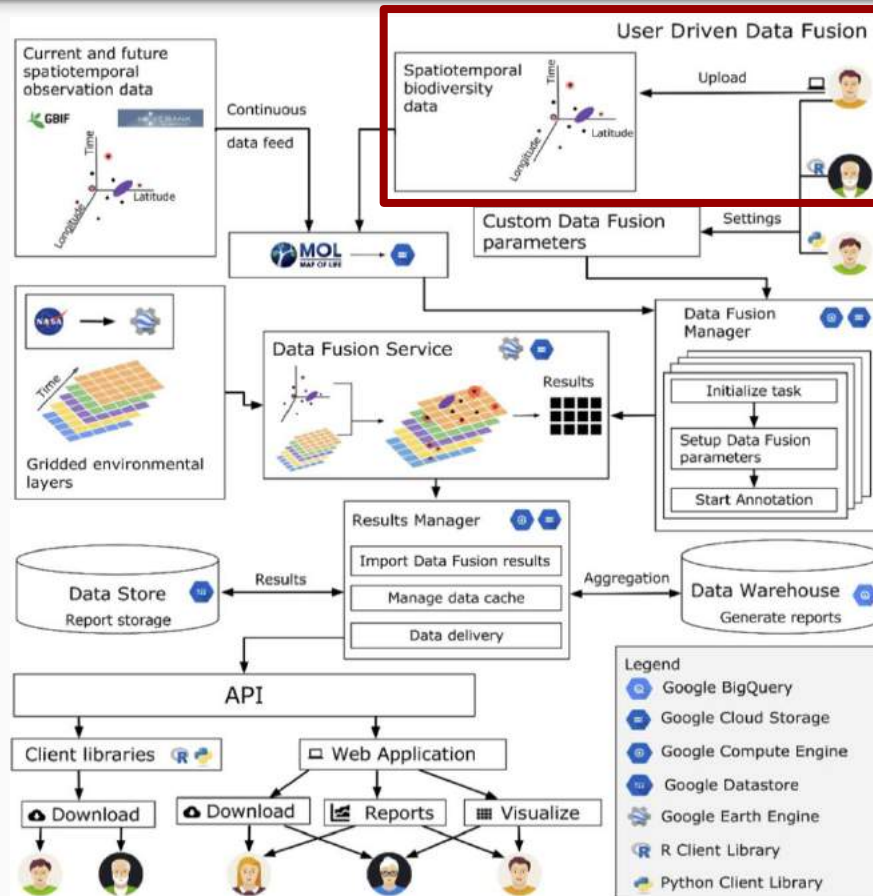 User Driven Data Fusion
Current and future
spatiotemporal
observation data
GBIF
MOVEBANK
Time
Latitude
Longitude
Continuous
data feed
Spatiotemporal
biodiversity
data
Time
Latitude
Longitude
Upload
R
MOL
MAP OF LIFE
Custom Data Fusion
parameters
Settings
NASA
Time
Gridded environmental
layers
Data Fusion Service
Results
Data Fusion
Manager
Initialize task
Setup Data Fusion
parameters
Start Annotation
Results Manager
Import Data Fusion results
Manage data cache
Data delivery
Data Store
Report storage
Results
Aggregation
Data Warehouse
Generate reports
API
Client libraries
R
Web Application
Download
Download
Reports
Visualize
Legend
Google BigQuery
Google Cloud Storage
Google Compute Engine
Google Datastore
Google Earth Engine
R
R Client Library
Python Client Library